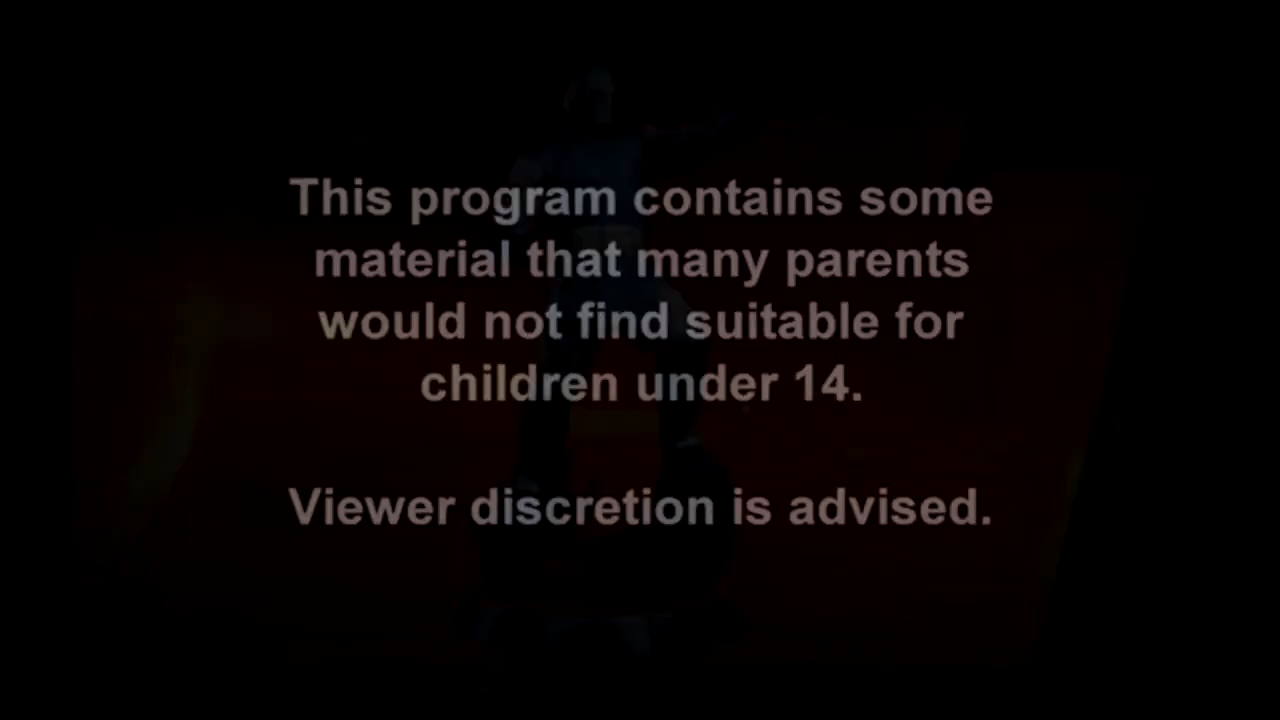 This program contains some
material that many parents
would not find suitable for
children under 14.
Viewer discretion is advised.